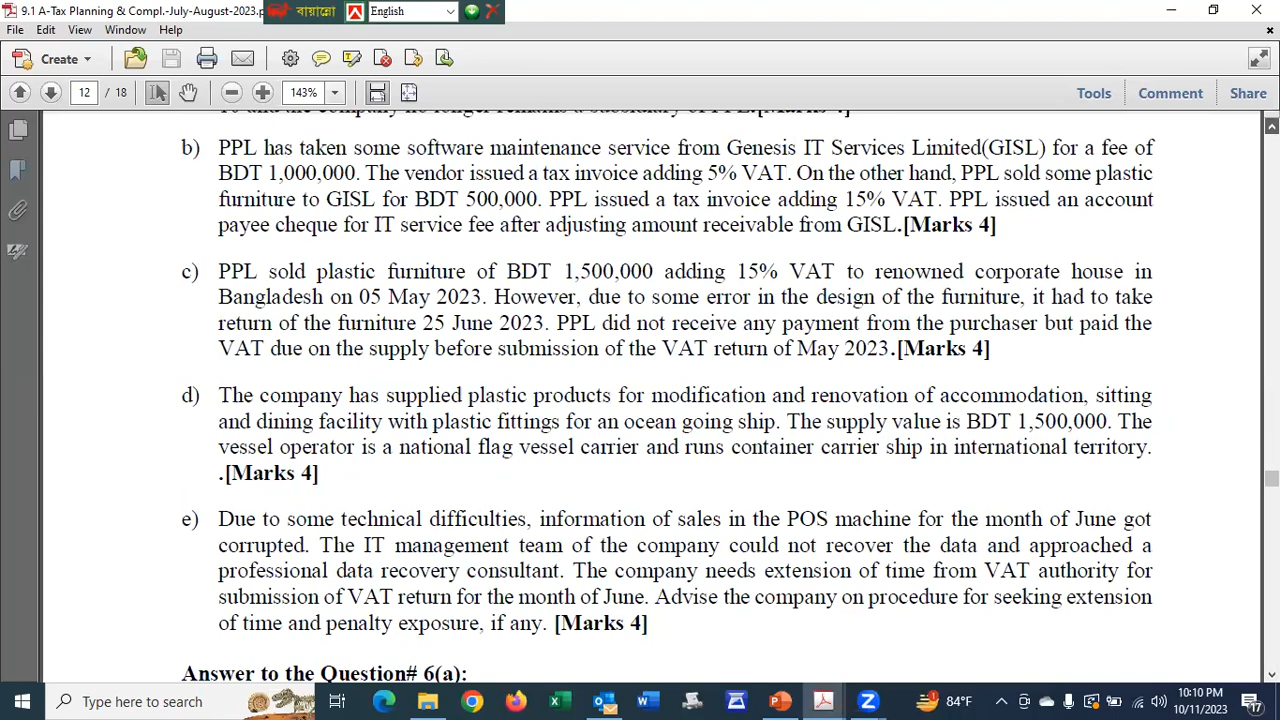 9.1 A-Tax Planning & Compl.-July-August-2023.p
বায়ান্নো
English
File Edit View Window Help
Create
12 / 18
143%
Tools Comment Share
b) PPL has taken some software maintenance service from Genesis IT Services Limited(GISL) for a fee of
BDT 1,000,000. The vendor issued a tax invoice adding 5% VAT. On the other hand, PPL sold some plastic
furniture to GISL for BDT 500,000. PPL issued a tax invoice adding 15% VAT. PPL issued an account
payee cheque for IT service fee after adjusting amount receivable from GISL.[Marks 4]
c) PPL sold plastic furniture of BDT 1,500,000 adding 15% VAT to renowned corporate house in
Bangladesh on 05 May 2023. However, due to some error in the design of the furniture, it had to take
return of the furniture 25 June 2023. PPL did not receive any payment from the purchaser but paid the
VAT due on the supply before submission of the VAT return of May 2023.[Marks 4]
d) The company has supplied plastic products for modification and renovation of accommodation, sitting
and dining facility with plastic fittings for an ocean going ship. The supply value is BDT 1,500,000. The
vessel operator is a national flag vessel carrier and runs container carrier ship in international territory.
.[Marks 4]
e) Due to some technical difficulties, information of sales in the POS machine for the month of June got
corrupted. The IT management team of the company could not recover the data and approached a
professional data recovery consultant. The company needs extension of time from VAT authority for
submission of VAT return for the month of June. Advise the company on procedure for seeking extension
of time and penalty exposure, if any. [Marks 4]
Answer to the Question# 6(a):
Type here to search
84°F
10:10 PM
10/11/2023
17